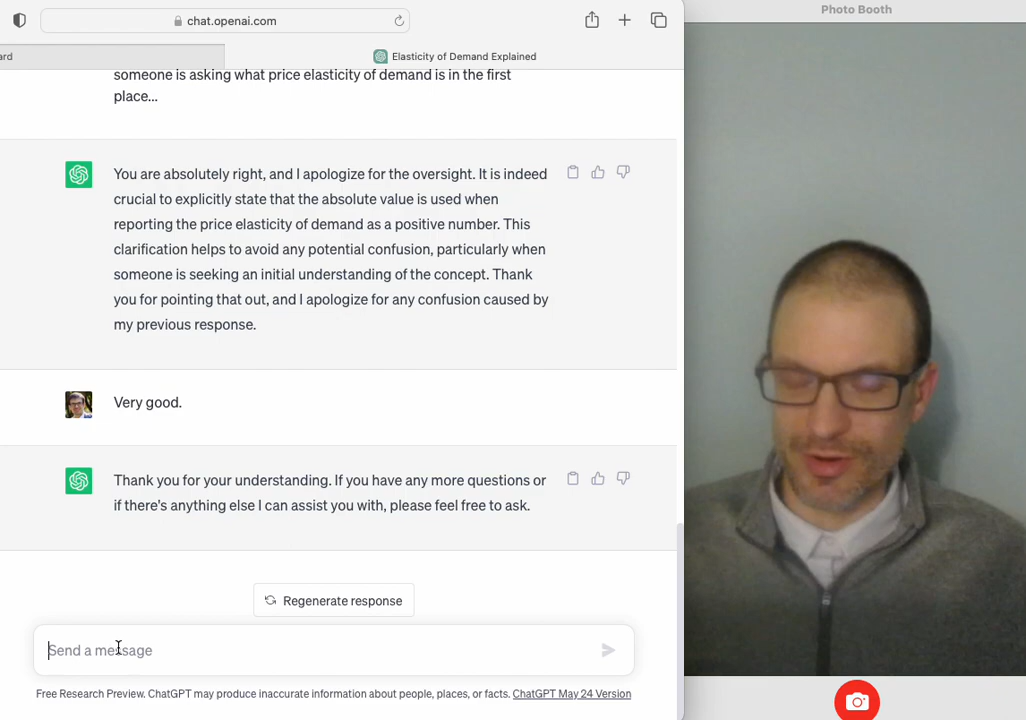 Photo Booth
chat.openai.com
ard
Elasticity of Demand Explained
someone is asking what price elasticity of demand is in the first
place...
You are absolutely right, and I apologize for the oversight. It is indeed
crucial to explicitly state that the absolute value is used when
reporting the price elasticity of demand as a positive number. This
clarification helps to avoid any potential confusion, particularly when
someone is seeking an initial understanding of the concept. Thank
you for pointing that out, and I apologize for any confusion caused by
my previous response.
Very good.
Thank you for your understanding. If you have any more questions or
if there's anything else I can assist you with, please feel free to ask.
Regenerate response
Send a message
Free Research Preview. ChatGPT may produce inaccurate information about people, places, or facts. ChatGPT May 24 Version